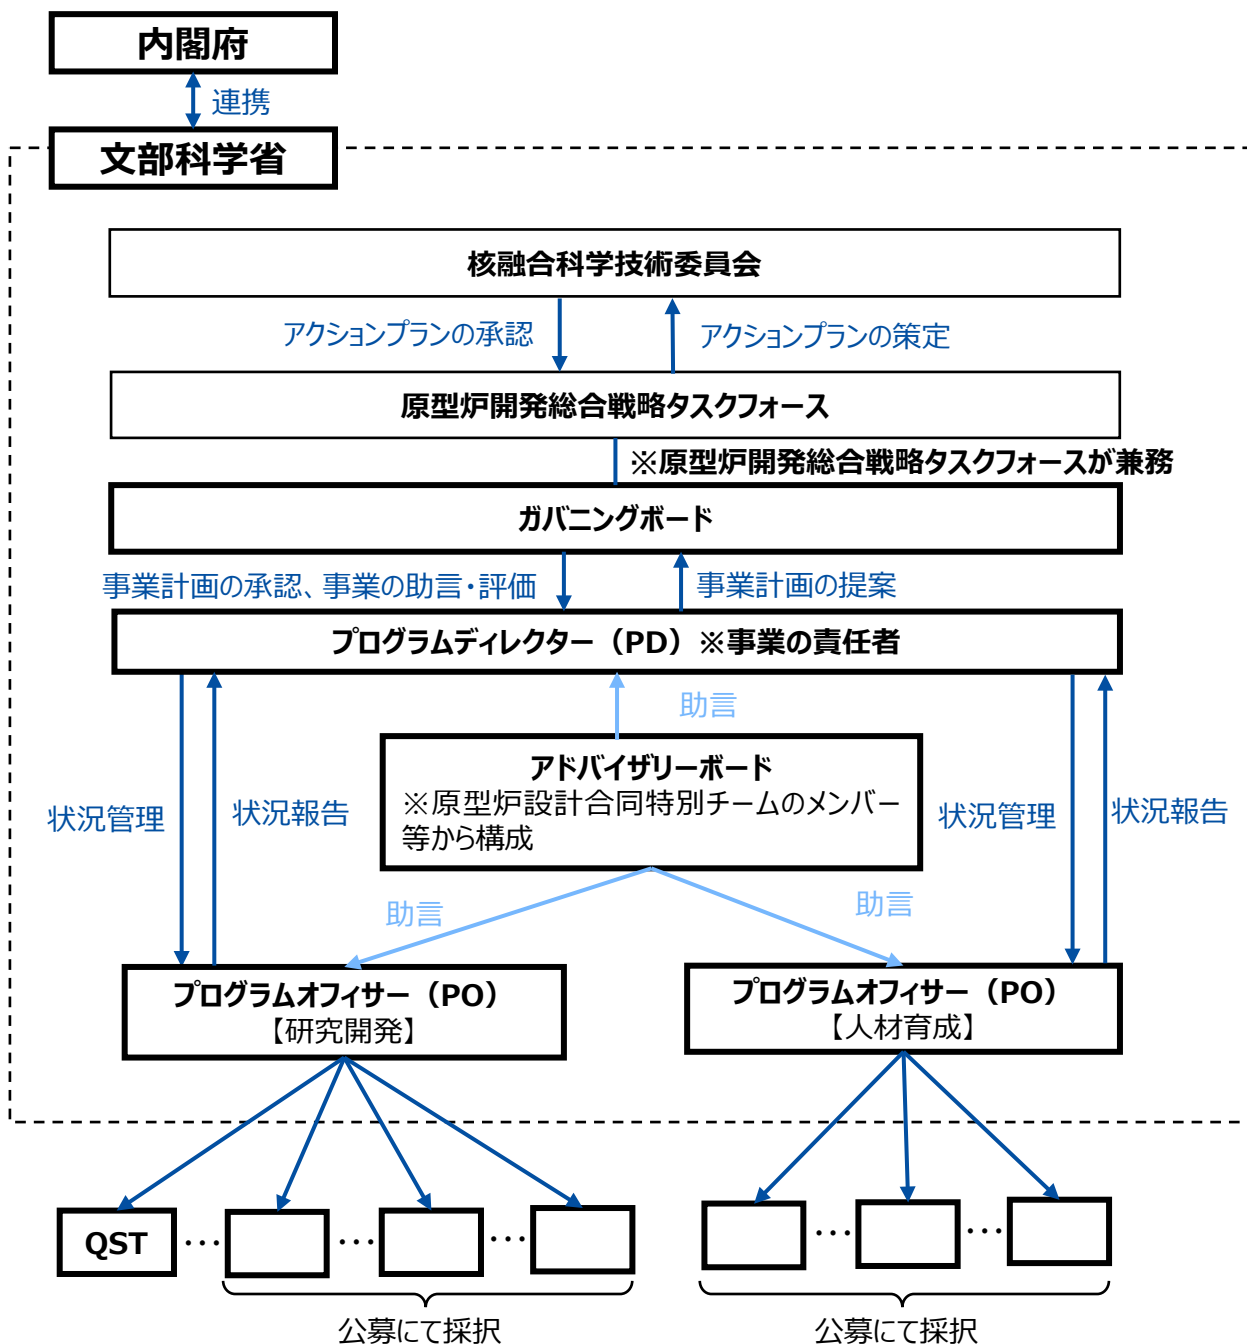 内閣府
連携
文部科学省
核融合科学技術委員会
アクションプランの承認
アクションプランの策定
原型炉開発総合戦略タスクフォース
※原型炉開発総合戦略タスクフォースが兼務
ガバニングボード
事業計画の承認、事業の助言・評価
事業計画の提案
プログラムディレクター（PD）※事業の責任者
助言
アドバイザリーボード
※原型炉設計合同特別チームのメンバー
等から構成
状況管理
状況報告
状況管理
状況報告
助言
助言
プログラムオフィサー（PO）
【研究開発】
プログラムオフィサー（PO）
【人材育成】
QST
…
…
…
…
…
公募にて採択
公募にて採択